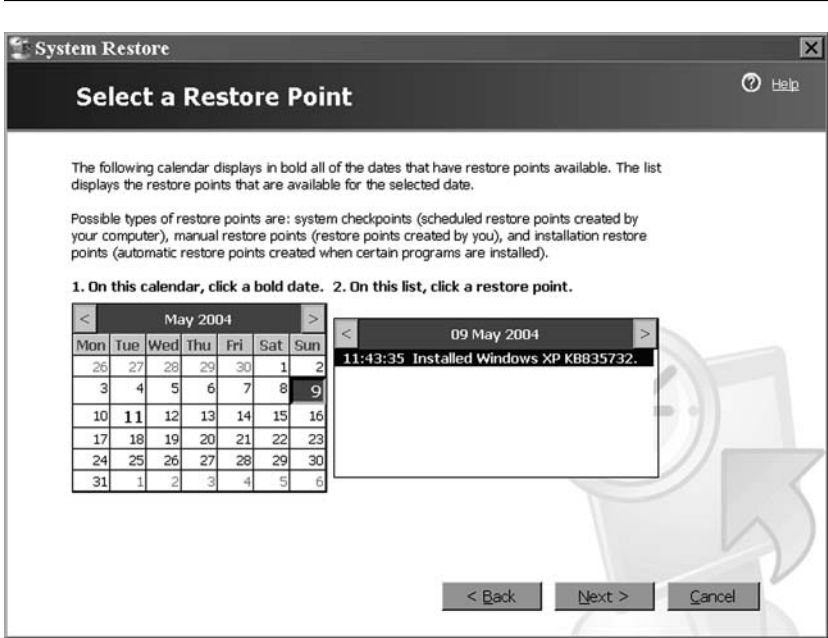 System Restore
Select a Restore Point
Help
The following calendar displays in bold all of the dates that have restore points available. The list
displays the restore points that are available for the selected date.
Possible types of restore points are: system checkpoints (scheduled restore points created by
your computer), manual restore points (restore points created by you), and installation restore
points (automatic restore points created when certain programs are installed).
1. On this calendar, click a bold date. 2. On this list, click a restore point.
< May 2004 >
Mon Tue Wed Thu Fri Sat Sun
26 27 28 29 30 1 2
3 4 5 6 7 8 9
10 11 12 13 14 15 16
17 18 19 20 21 22 23
24 25 26 27 28 29 30
31 1 2 3 4 5 6
< 09 May 2004 >
11:43:35 Installed Windows XP KB835732.
< Back
Next >
Cancel